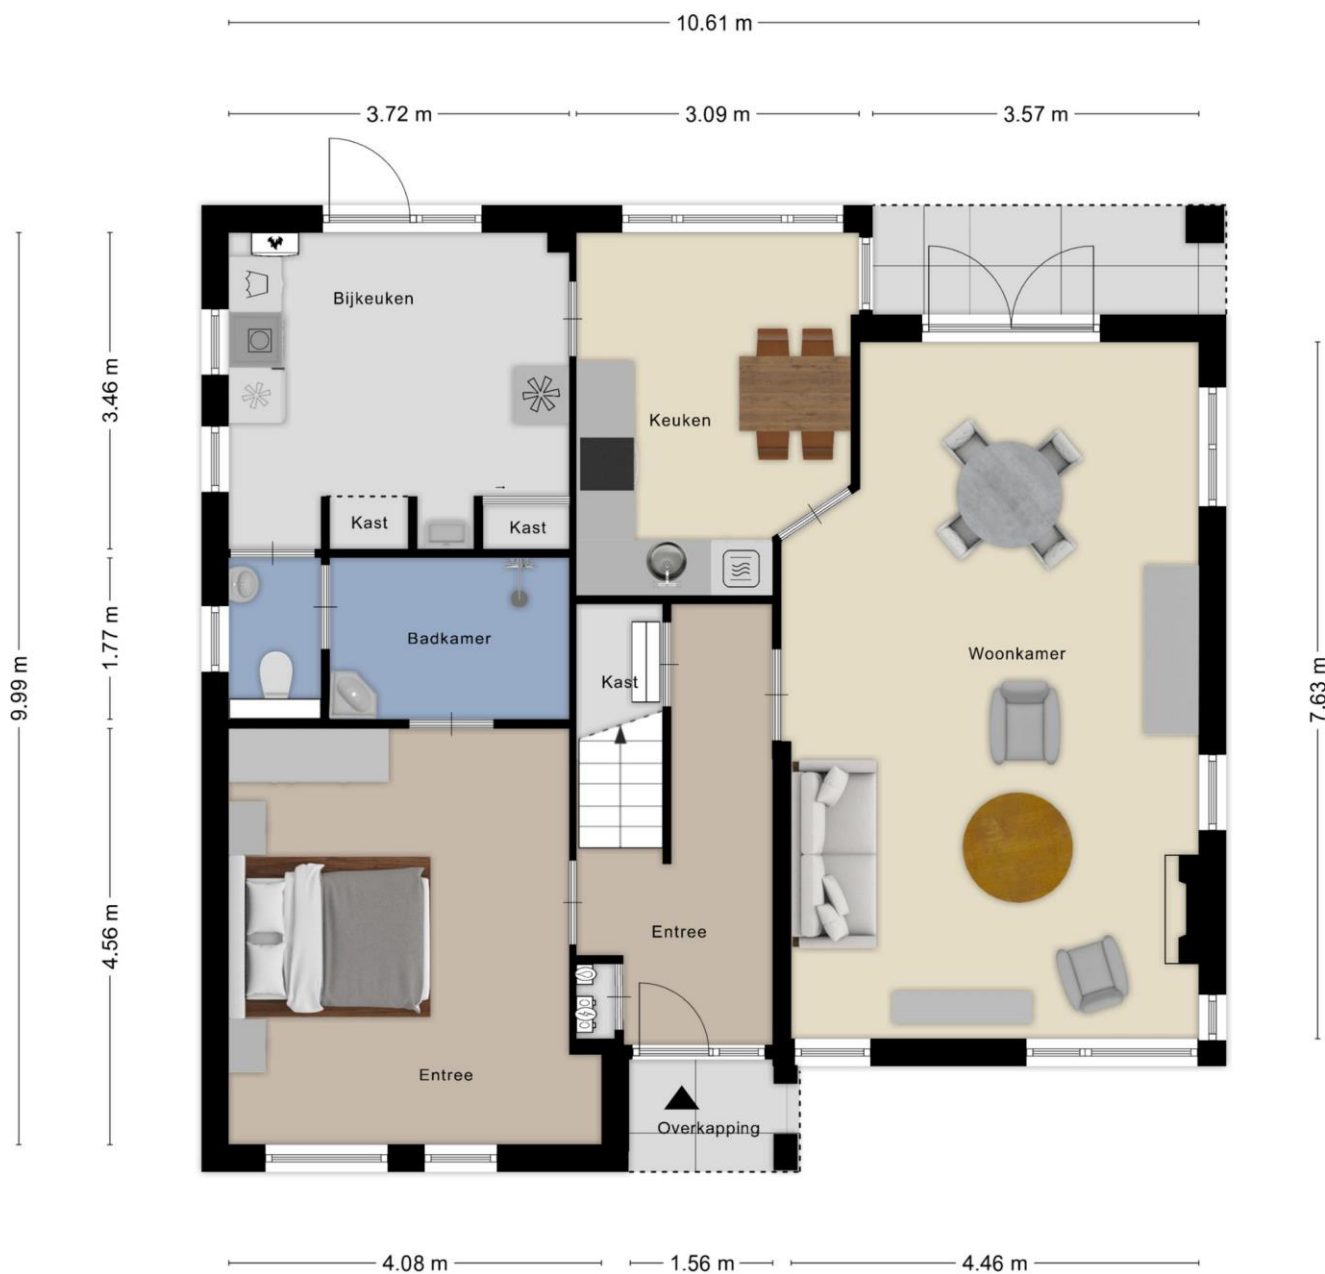 10.61 m
3.72 m
3.09 m
3.57 m
Bijkeuken
3.46 m
Keuken
Kast
Kast
1.77 m
Badkamer
Woonkamer
Kast
9.99 m
7.63 m
4.56 m
Entree
Entree
Overkapping
4.08 m
1.56 m
4.46 m